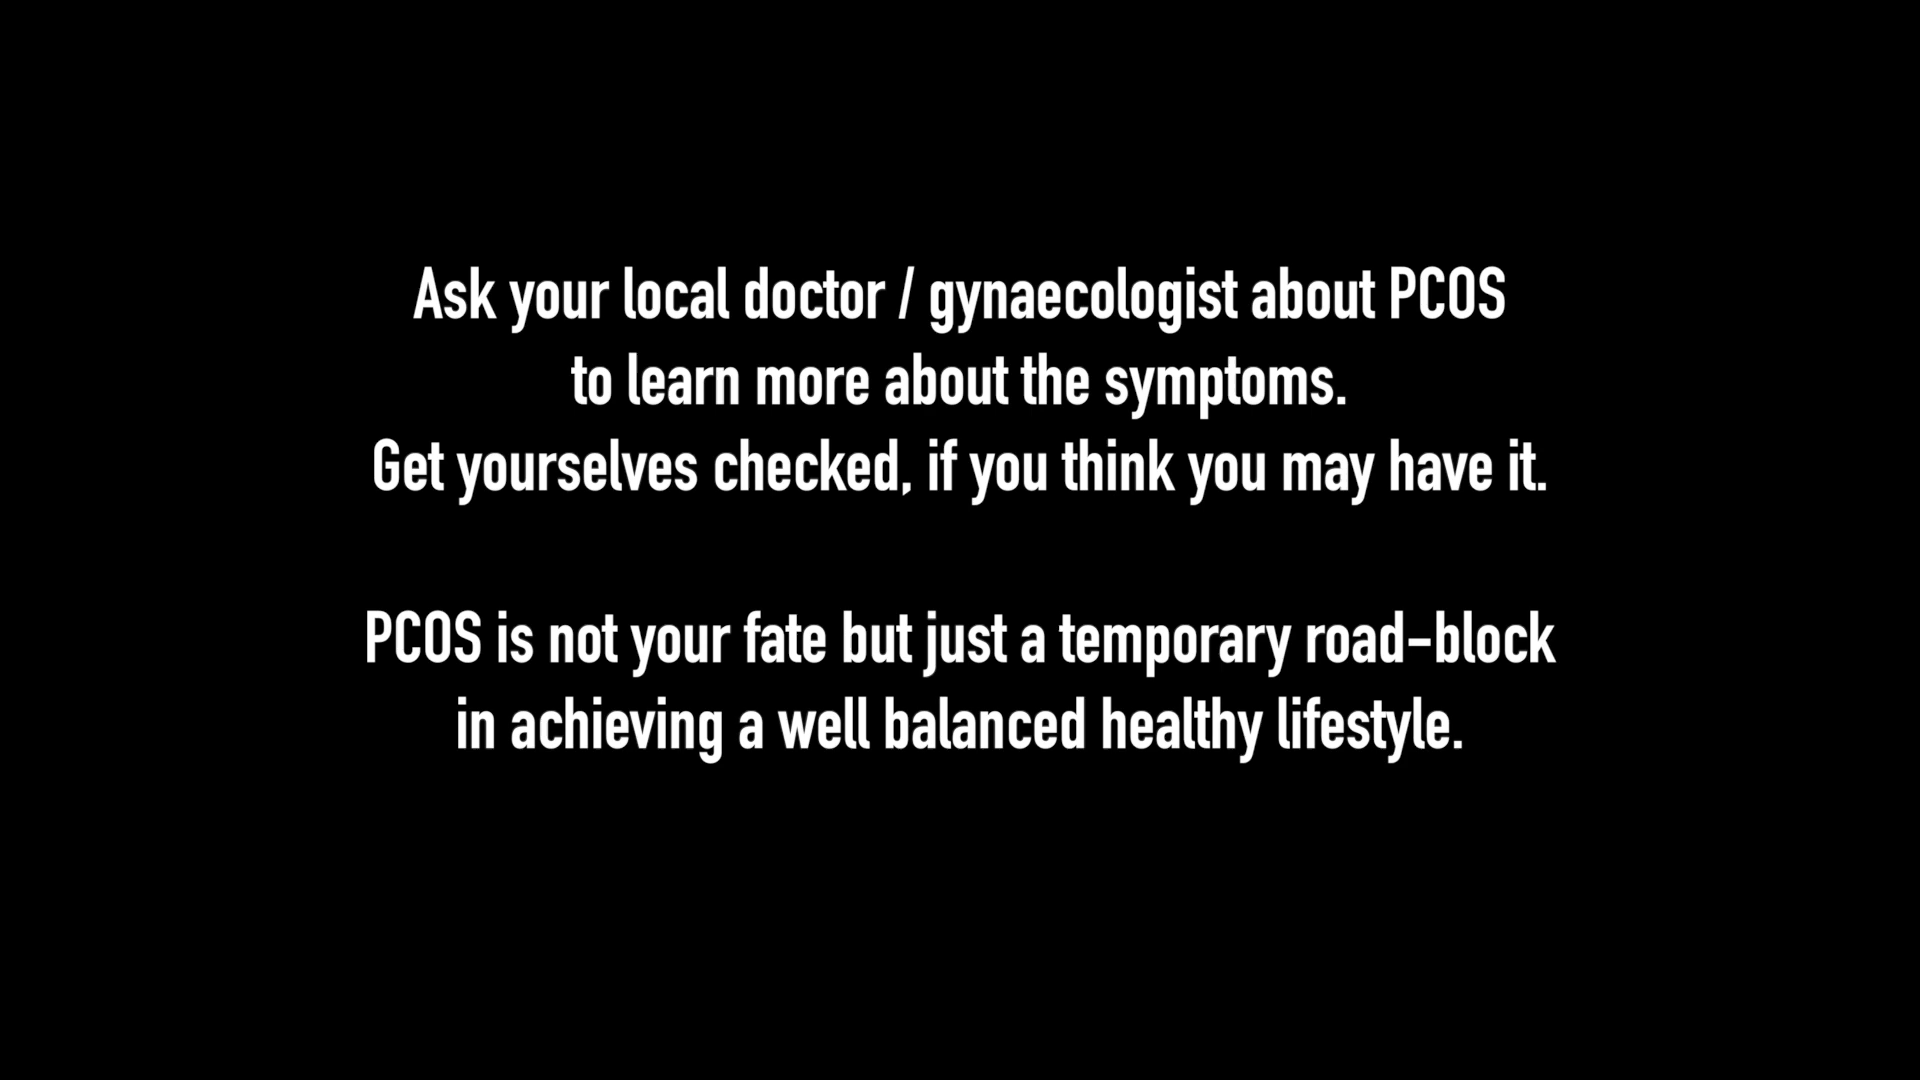 Ask your local doctor / gynaecologist about PCOS
to learn more about the symptoms.
Get yourselves checked, if you think you may have it.
PCOS is not your fate but just a temporary road-block
in achieving a well balanced healthy lifestyle.